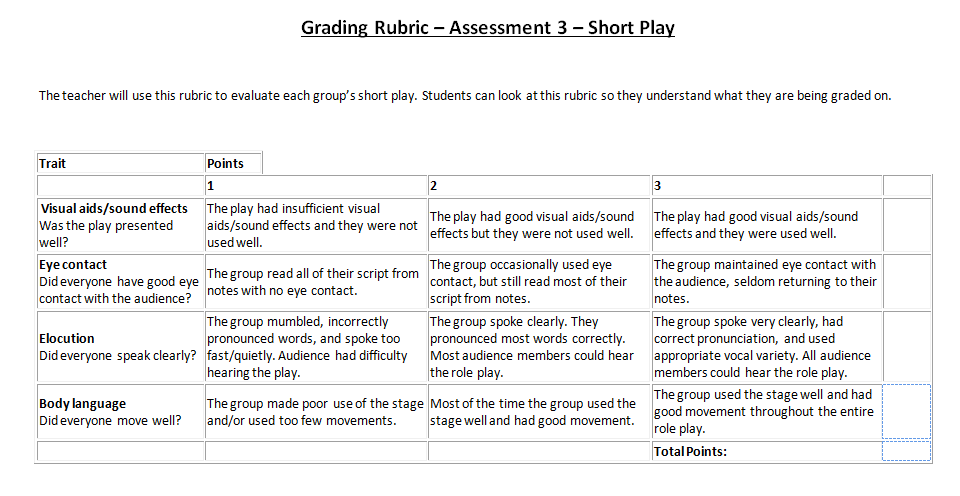 Grading Rubric – Assessment 3 – Short Play
The teacher will use this rubric to evaluate each group's short play. Students can look at this rubric so they understand what they are being graded on.
Trait
Points
1
2
3
Visual aids/sound effects
Was the play presented
well?
The play had insufficient visual
aids/sound effects and they were not
used well.
The play had good visual aids/sound
effects but they were not used well.
The play had good visual aids/sound
effects and they were used well.
Eye contact
Did everyone have good eye
contact with the audience?
The group read all of their script from
notes with no eye contact.
The group occasionally used eye
contact, but still read most of their
script from notes.
The group maintained eye contact with
the audience, seldom returning to their
notes.
Elocution
Did everyone speak clearly?
The group mumbled, incorrectly
pronounced words, and spoke too
fast/quietly. Audience had difficulty
hearing the play.
The group spoke clearly. They
pronounced most words correctly.
Most audience members could hear
the role play.
The group spoke very clearly, had
correct pronunciation, and used
appropriate vocal variety. All audience
members could hear the role play.
Body language
Did everyone move well?
The group made poor use of the stage
and/or used too few movements.
Most of the time the group used the
stage well and had good movement.
The group used the stage well and had
good movement throughout the entire
role play.
Total Points: